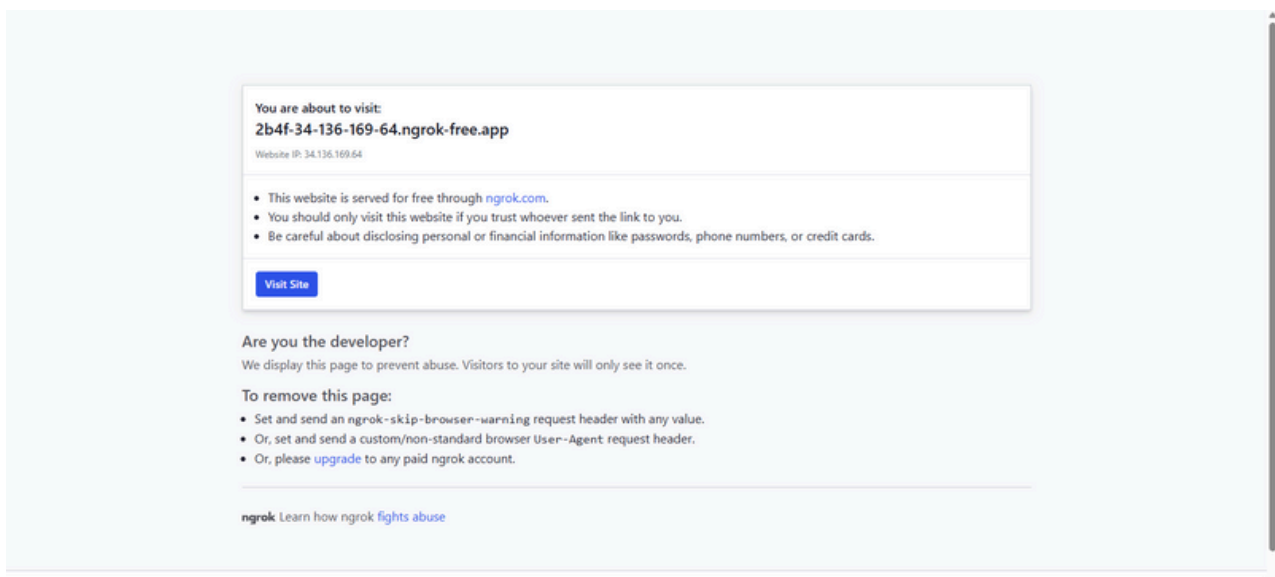 You are about to visit:
2b4f-34-136-169-64.ngrok-free.app
Website IP: 34.136.169.64
• This website is served for free through ngrok.com.
• You should only visit this website if you trust whoever sent the link to you.
• Be careful about disclosing personal or financial information like passwords, phone numbers, or credit cards.
Visit Site
Are you the developer?
We display this page to prevent abuse. Visitors to your site will only see it once.
To remove this page:
• Set and send an ngrok-skip-browser-warning request header with any value.
• Or, set and send a custom/non-standard browser User-Agent request header.
• Or, please upgrade to any paid ngrok account.
ngrok Learn how ngrok fights abuse